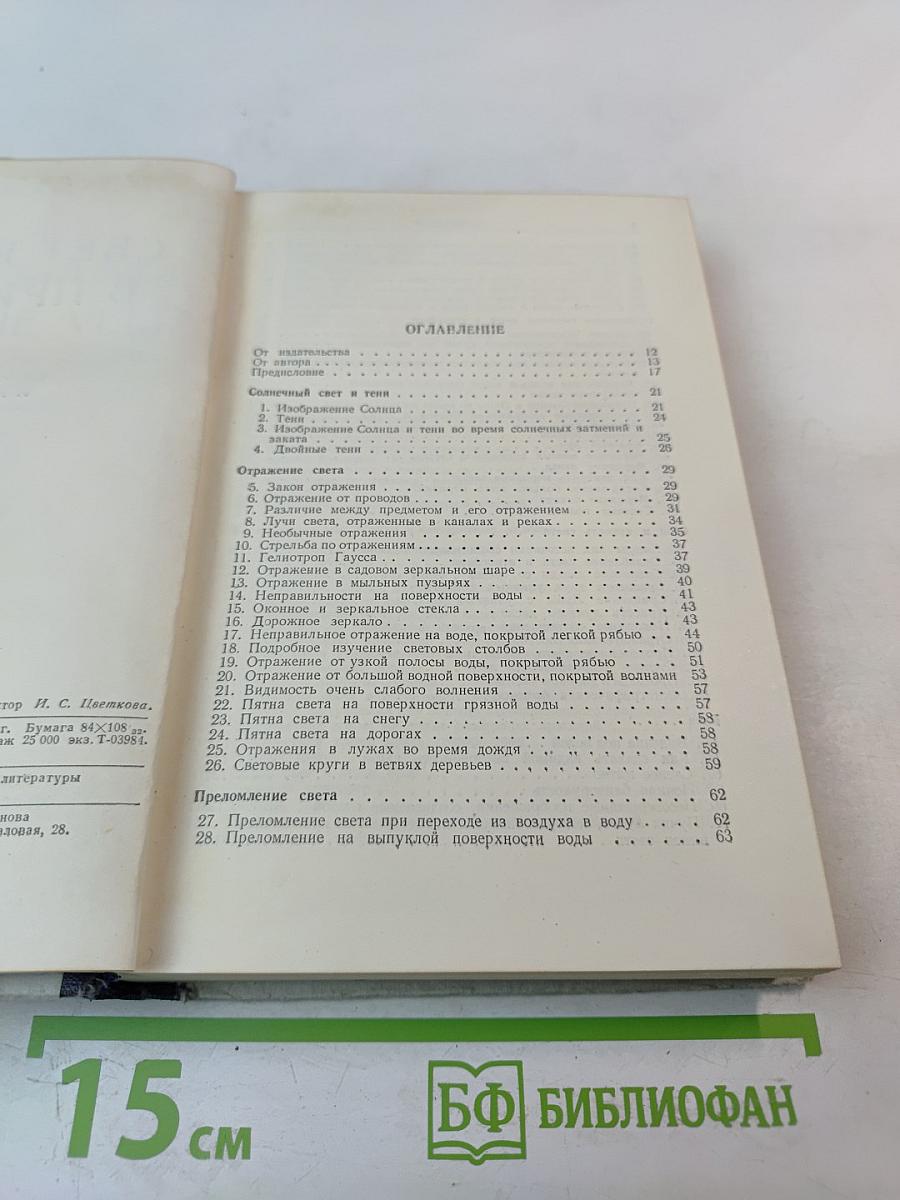 ктор И. С. Цветкова.
г. Бумага 84×108 32.
аж 25 000 экз. Т-03984.
литературы
нова
аловая, 28.
ОГЛАВЛЕНИЕ
От издательства . . . . . . . . . . . . . . . . . . . . . . . 12
От автора . . . . . . . . . . . . . . . . . . . . . . . . . . 13
Предисловие . . . . . . . . . . . . . . . . . . . . . . . . . 17
Солнечный свет и тени . . . . . . . . . . . . . . . . . . . . 21
1. Изображение Солнца . . . . . . . . . . . . . . . . . . . . 21
2. Тени . . . . . . . . . . . . . . . . . . . . . . . . . . . 24
3. Изображение Солнца и тени во время солнечных затмений и
заката . . . . . . . . . . . . . . . . . . . . . . . . . . . 25
4. Двойные тени . . . . . . . . . . . . . . . . . . . . . . . 26
Отражение света . . . . . . . . . . . . . . . . . . . . . . . 29
5. Закон отражения . . . . . . . . . . . . . . . . . . . . . 29
6. Отражение от проводов . . . . . . . . . . . . . . . . . . 29
7. Различие между предметом и его отражением . . . . . . 31
8. Лучи света, отраженные в каналах и реках . . . . . . . . 34
9. Необычные отражения . . . . . . . . . . . . . . . . . . . 35
10. Стрельба по отражениям . . . . . . . . . . . . . . . . . 37
11. Гелиотроп Гаусса . . . . . . . . . . . . . . . . . . . . 37
12. Отражение в садовом зеркальном шаре . . . . . . . . . . 39
13. Отражение в мыльных пузырях . . . . . . . . . . . . . . 40
14. Неправильности на поверхности воды . . . . . . . . . . 41
15. Оконное и зеркальное стекла . . . . . . . . . . . . . . 43
16. Дорожное зеркало . . . . . . . . . . . . . . . . . . . . 43
17. Неправильное отражение на воде, покрытой легкой рябью . . 44
18. Подробное изучение световых столбов . . . . . . . . . . 50
19. Отражение от узкой полосы воды, покрытой рябью . . . . 51
20. Отражение от большой водной поверхности, покрытой волнами 53
21. Видимость очень слабого волнения . . . . . . . . . . . . 57
22. Пятна света на поверхности грязной воды . . . . . . . . 57
23. Пятна света на снегу . . . . . . . . . . . . . . . . . . 58
24. Пятна света на дорогах . . . . . . . . . . . . . . . . . 58
25. Отражения в лужах во время дождя . . . . . . . . . . . 58
26. Световые круги в ветвях деревьев . . . . . . . . . . . . 59
Преломление света . . . . . . . . . . . . . . . . . . . . . . 62
27. Преломление света при переходе из воздуха в воду . . . . 62
28. Преломление на выпуклой поверхности воды . . . . . . 63
15 см
БФ БИБЛИОФАН